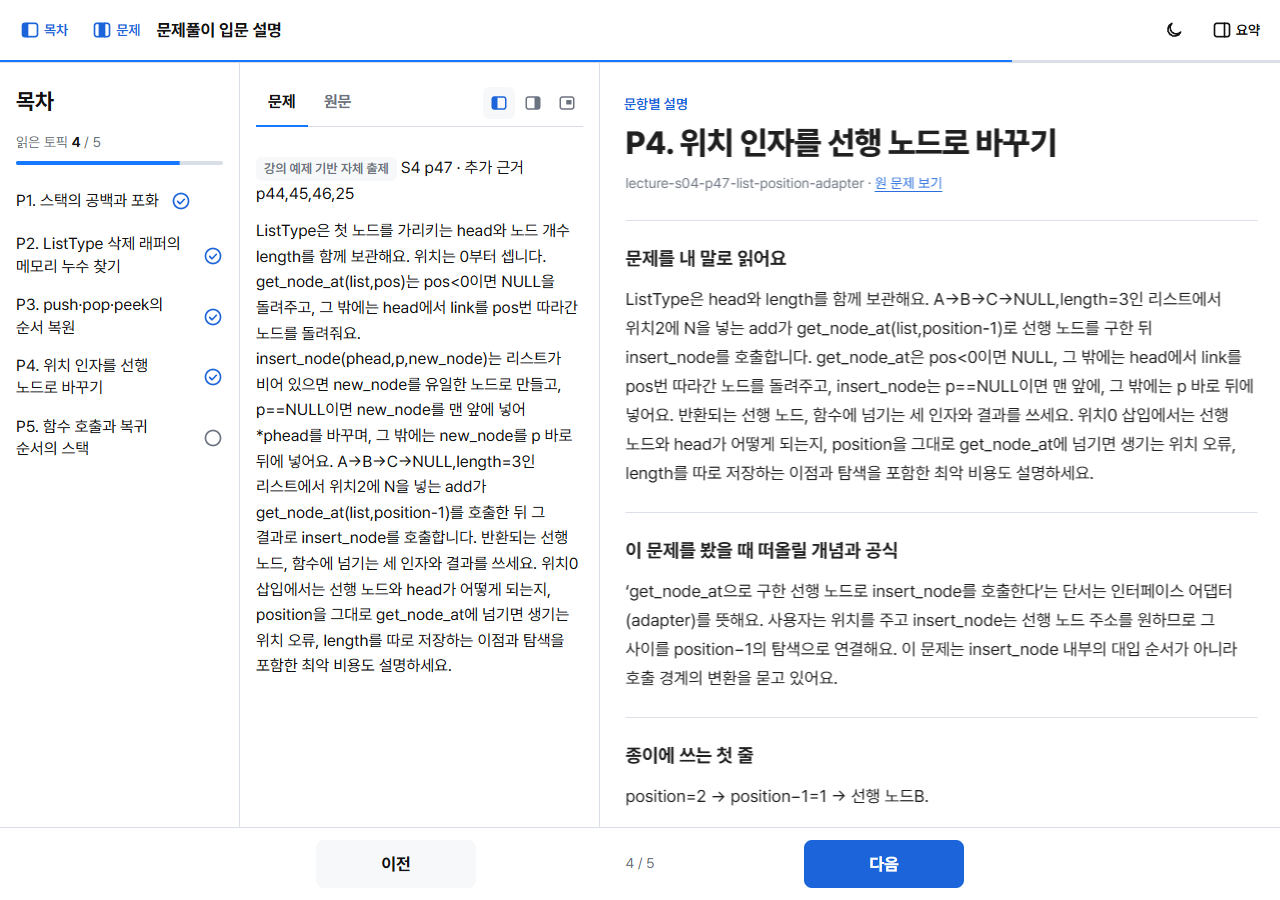 목차
문제
문제풀이 입문 설명
요약
목차
읽은 토픽 4 / 5
P1. 스택의 공백과 포화
P2. ListType 삭제 래퍼의
메모리 누수 찾기
P3. push·pop·peek의
순서 복원
P4. 위치 인자를 선행
노드로 바꾸기
P5. 함수 호출과 복귀
순서의 스택
문제
원문
강의 예제 기반 자체 출제 S4 p47 · 추가 근거
p44,45,46,25
ListType은 첫 노드를 가리키는 head와 노드 개수
length를 함께 보관해요. 위치는 0부터 셉니다.
get_node_at(list,pos)는 pos<0이면 NULL을
돌려주고, 그 밖에는 head에서 link를 pos번 따라간
노드를 돌려줘요.
insert_node(phead,p,new_node)는 리스트가
비어 있으면 new_node를 유일한 노드로 만들고,
p==NULL이면 new_node를 맨 앞에 넣어
*phead를 바꾸며, 그 밖에는 new_node를 p 바로
뒤에 넣어요. A→B→C→NULL,length=3인
리스트에서 위치2에 N을 넣는 add가
get_node_at(list,position-1)를 호출한 뒤 그
결과로 insert_node를 호출합니다. 반환되는 선행
노드, 함수에 넘기는 세 인자와 결과를 쓰세요. 위치0
삽입에서는 선행 노드와 head가 어떻게 되는지,
position을 그대로 get_node_at에 넘기면 생기는
위치 오류, length를 따로 저장하는 이점과 탐색을
포함한 최악 비용도 설명하세요.
문항별 설명
P4. 위치 인자를 선행 노드로 바꾸기
lecture-s04-p47-list-position-adapter · 원 문제 보기
문제를 내 말로 읽어요
ListType은 head와 length를 함께 보관해요. A→B→C→NULL,length=3인 리스트에서
위치2에 N을 넣는 add가 get_node_at(list,position-1)로 선행 노드를 구한 뒤
insert_node를 호출합니다. get_node_at은 pos<0이면 NULL, 그 밖에는 head에서 link를
pos번 따라간 노드를 돌려주고, insert_node는 p==NULL이면 맨 앞에, 그 밖에는 p 바로 뒤에
넣어요. 반환되는 선행 노드, 함수에 넘기는 세 인자와 결과를 쓰세요. 위치0 삽입에서는 선행
노드와 head가 어떻게 되는지, position을 그대로 get_node_at에 넘기면 생기는 위치 오류,
length를 따로 저장하는 이점과 탐색을 포함한 최악 비용도 설명하세요.
이 문제를 봤을 때 떠올릴 개념과 공식
‘get_node_at으로 구한 선행 노드로 insert_node를 호출한다’는 단서는 인터페이스 어댑터
(adapter)를 뜻해요. 사용자는 위치를 주고 insert_node는 선행 노드 주소를 원하므로 그
사이를 position−1의 탐색으로 연결해요. 이 문제는 insert_node 내부의 대입 순서가 아니라
호출 경계의 변환을 묻고 있어요.
종이에 쓰는 첫 줄
position=2 → position−1=1 → 선행 노드B.
이전
4 / 5
다음